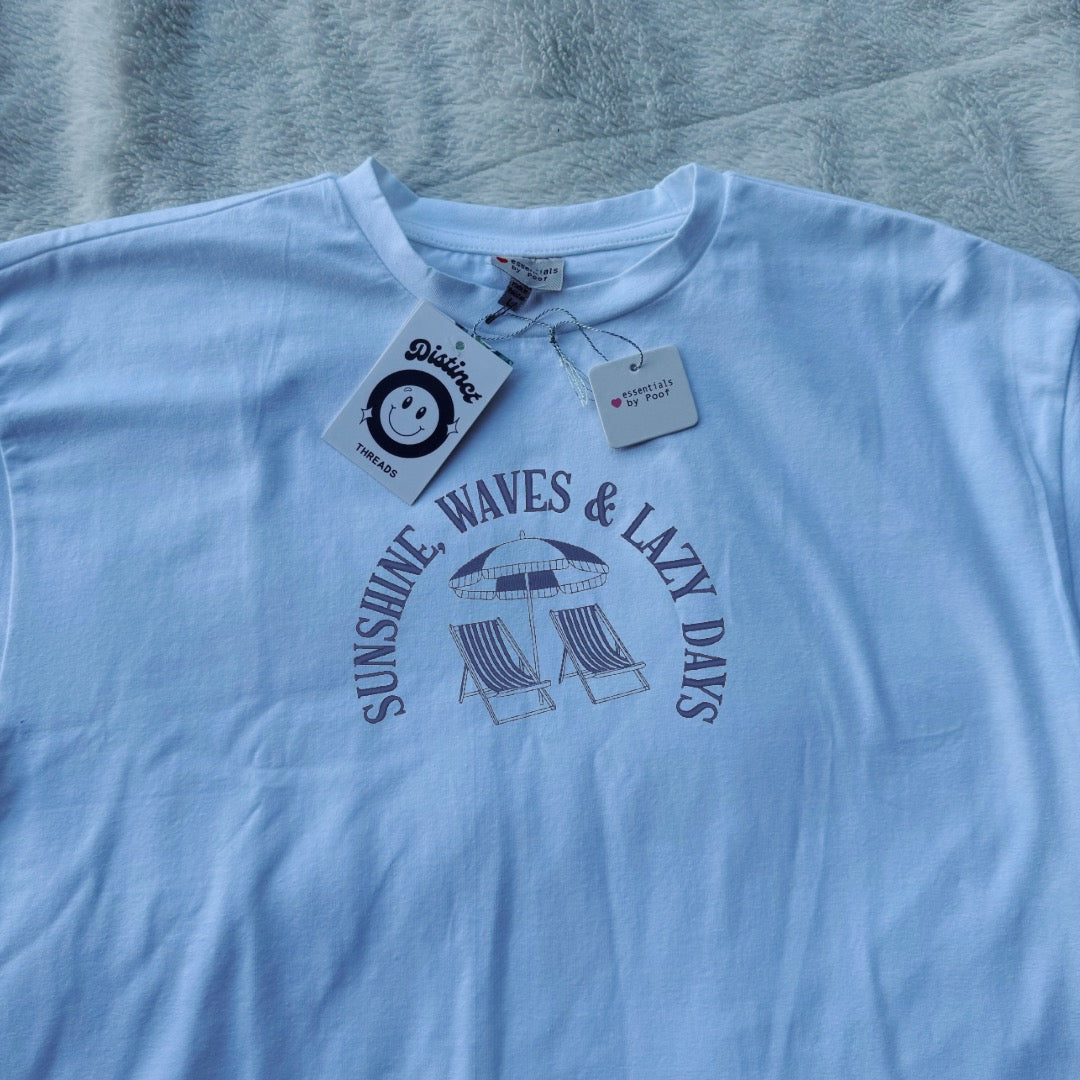 essentials
by Poof
Distinct
THREADS
essentials
by Poof
SUNSHINE, WAVES & LAZY DAYS